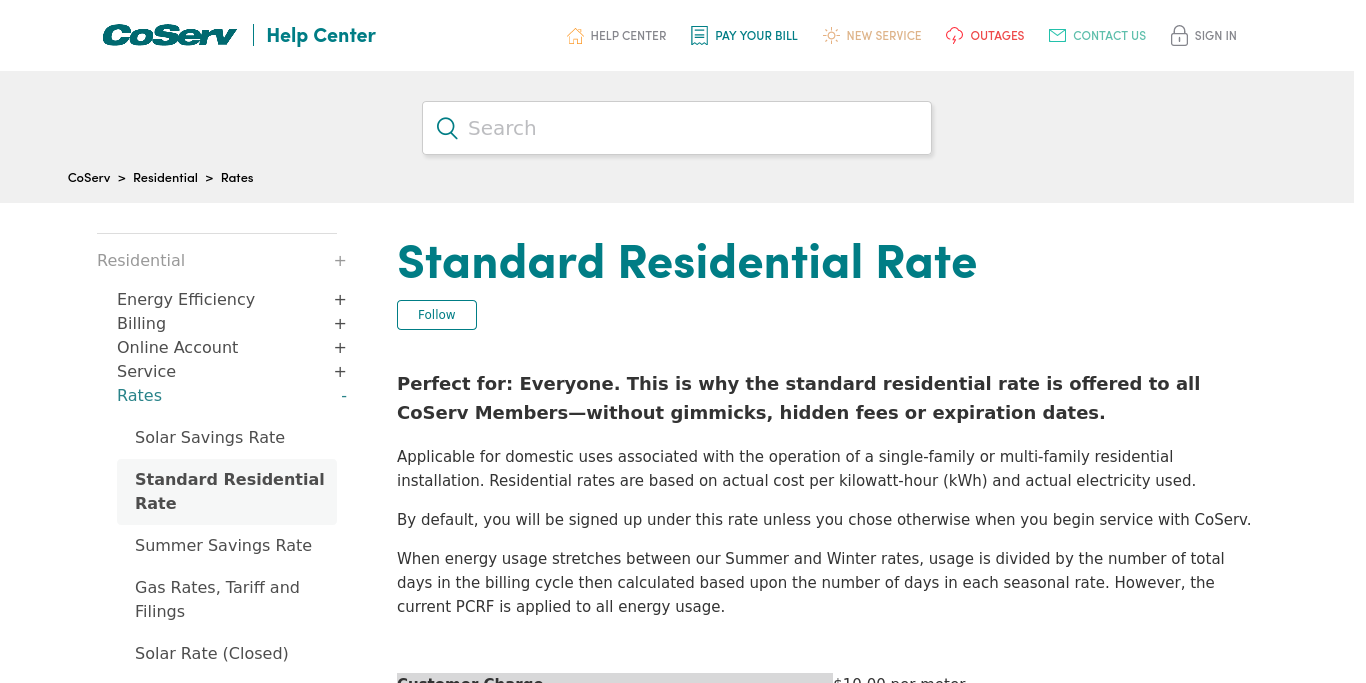 CoServ | Help Center
HELP CENTER PAY YOUR BILL NEW SERVICE OUTAGES CONTACT US SIGN IN
Search
CoServ > Residential > Rates
Residential +
Energy Efficiency +
Billing +
Online Account +
Service +
Rates -
Solar Savings Rate
Standard Residential
Rate
Summer Savings Rate
Gas Rates, Tariff and
Filings
Solar Rate (Closed)
Standard Residential Rate
Follow
Perfect for: Everyone. This is why the standard residential rate is offered to all
CoServ Members—without gimmicks, hidden fees or expiration dates.
Applicable for domestic uses associated with the operation of a single-family or multi-family residential
installation. Residential rates are based on actual cost per kilowatt-hour (kWh) and actual electricity used.
By default, you will be signed up under this rate unless you chose otherwise when you begin service with CoServ.
When energy usage stretches between our Summer and Winter rates, usage is divided by the number of total
days in the billing cycle then calculated based upon the number of days in each seasonal rate. However, the
current PCRF is applied to all energy usage.
Customer Charge $10.00 per meter